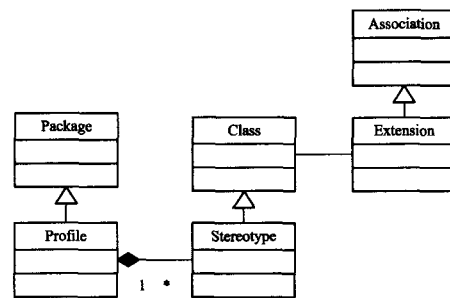 Association
Package
Class
Extension
Profile
Stereotype
1 *